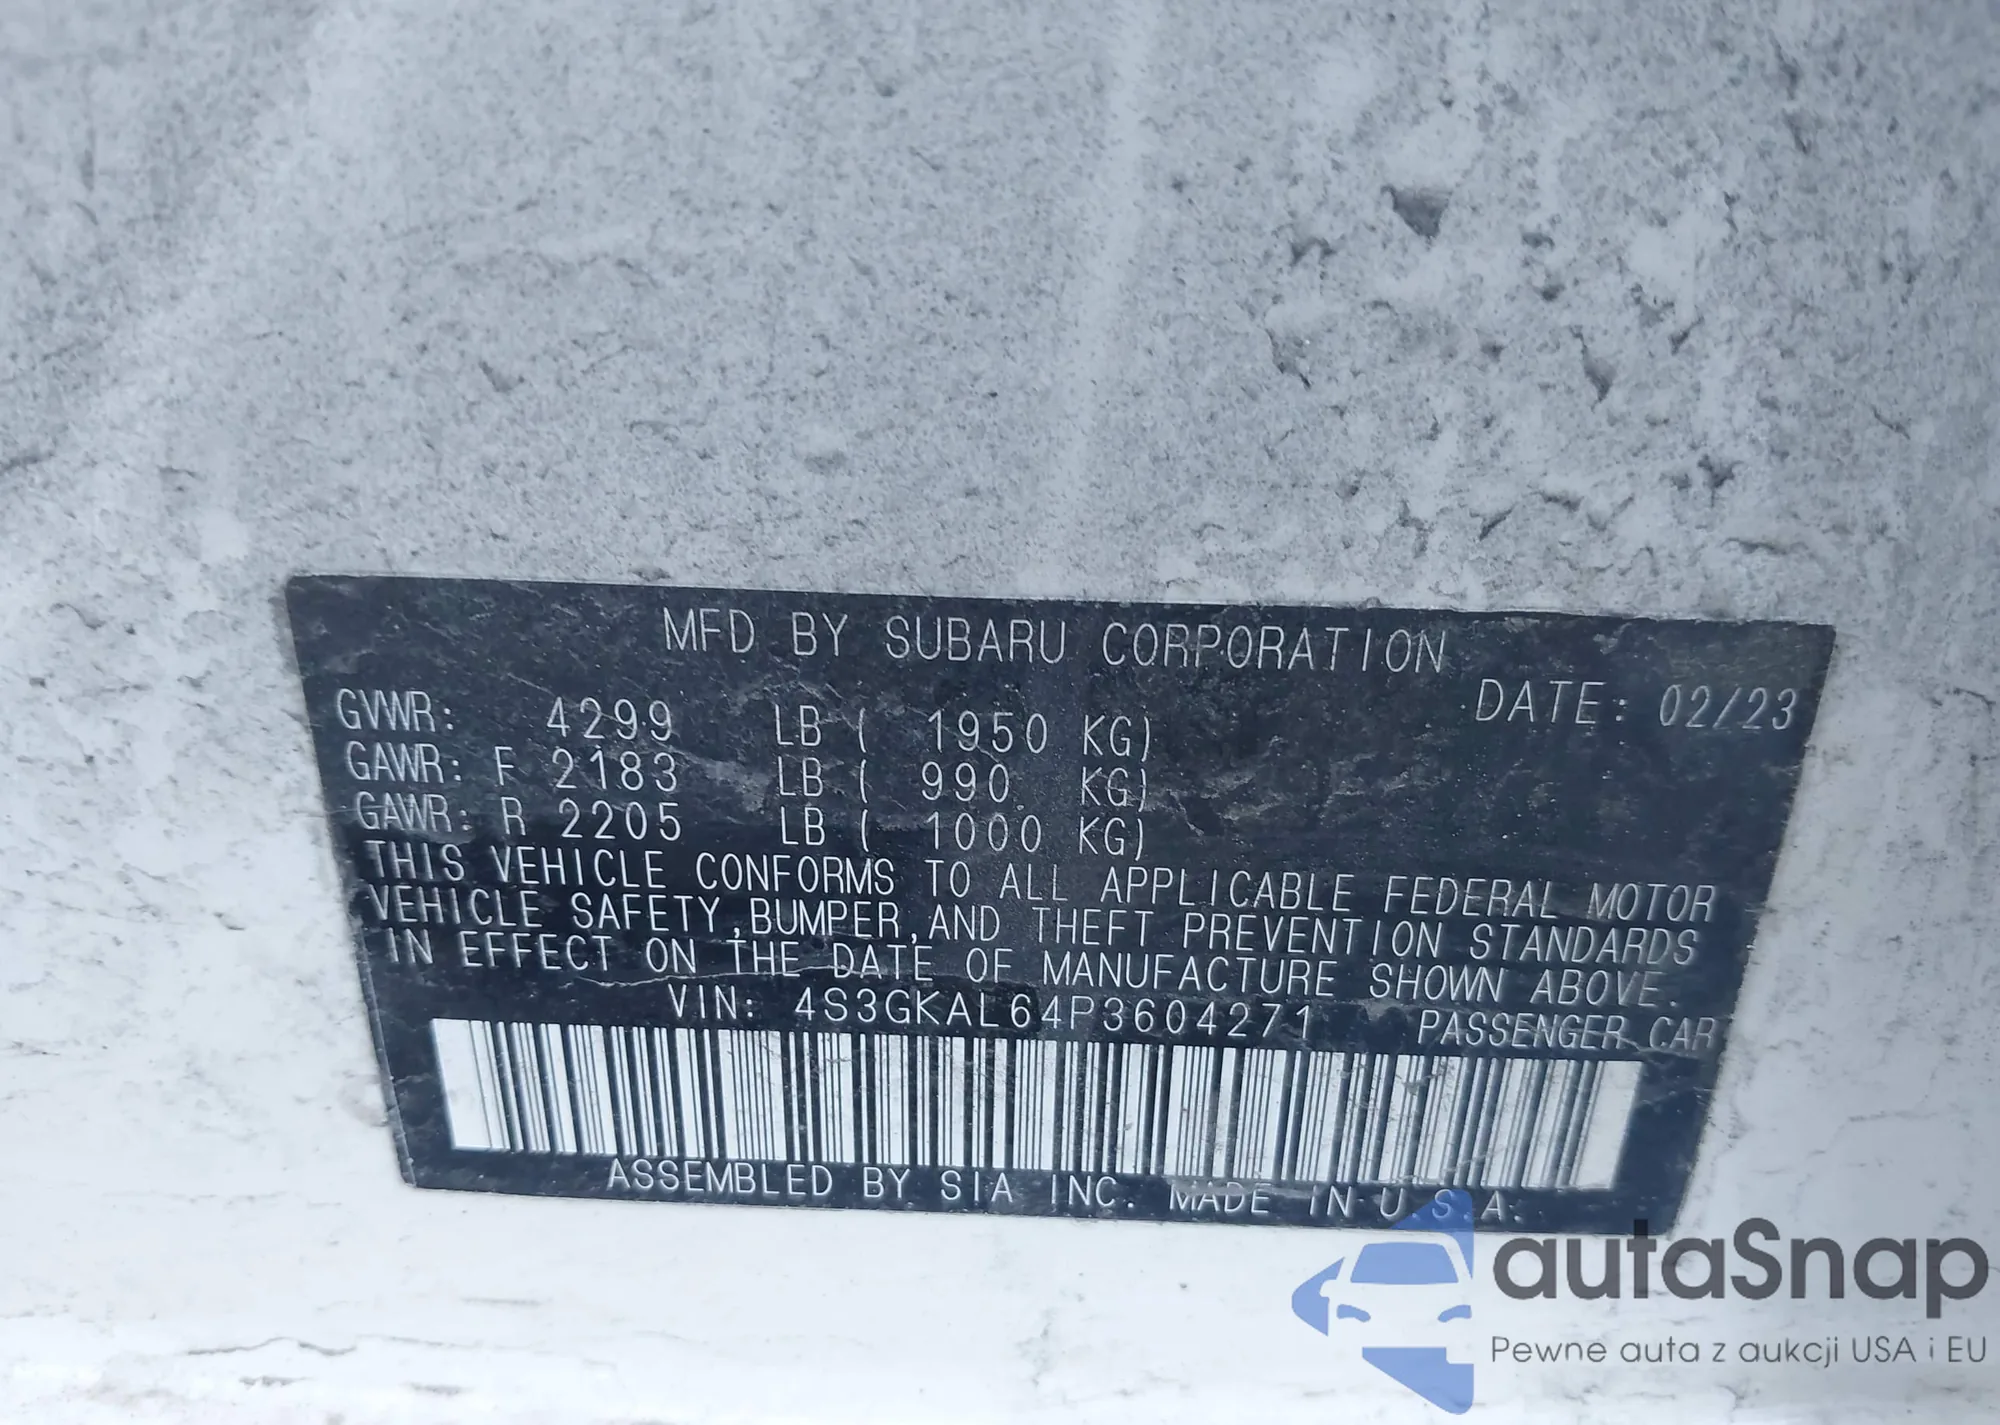 MFD BY SUBARU CORPORATION
DATE: 02/23
GVWR: 4299 LB ( 1950 KG)
GAWR: F 2183 LB ( 990 KG)
GAWR: R 2205 LB ( 1000 KG)
THIS VEHICLE CONFORMS TO ALL APPLICABLE FEDERAL MOTOR
VEHICLE SAFETY, BUMPER, AND THEFT PREVENTION STANDARDS
IN EFFECT ON THE DATE OF MANUFACTURE SHOWN ABOVE.
VIN: 4S3GKAL64P3604271 PASSENGER CAR
ASSEMBLED BY SIA INC. MADE IN U.S.A.
autaSnap
Pewne auta z aukcji USA i EU